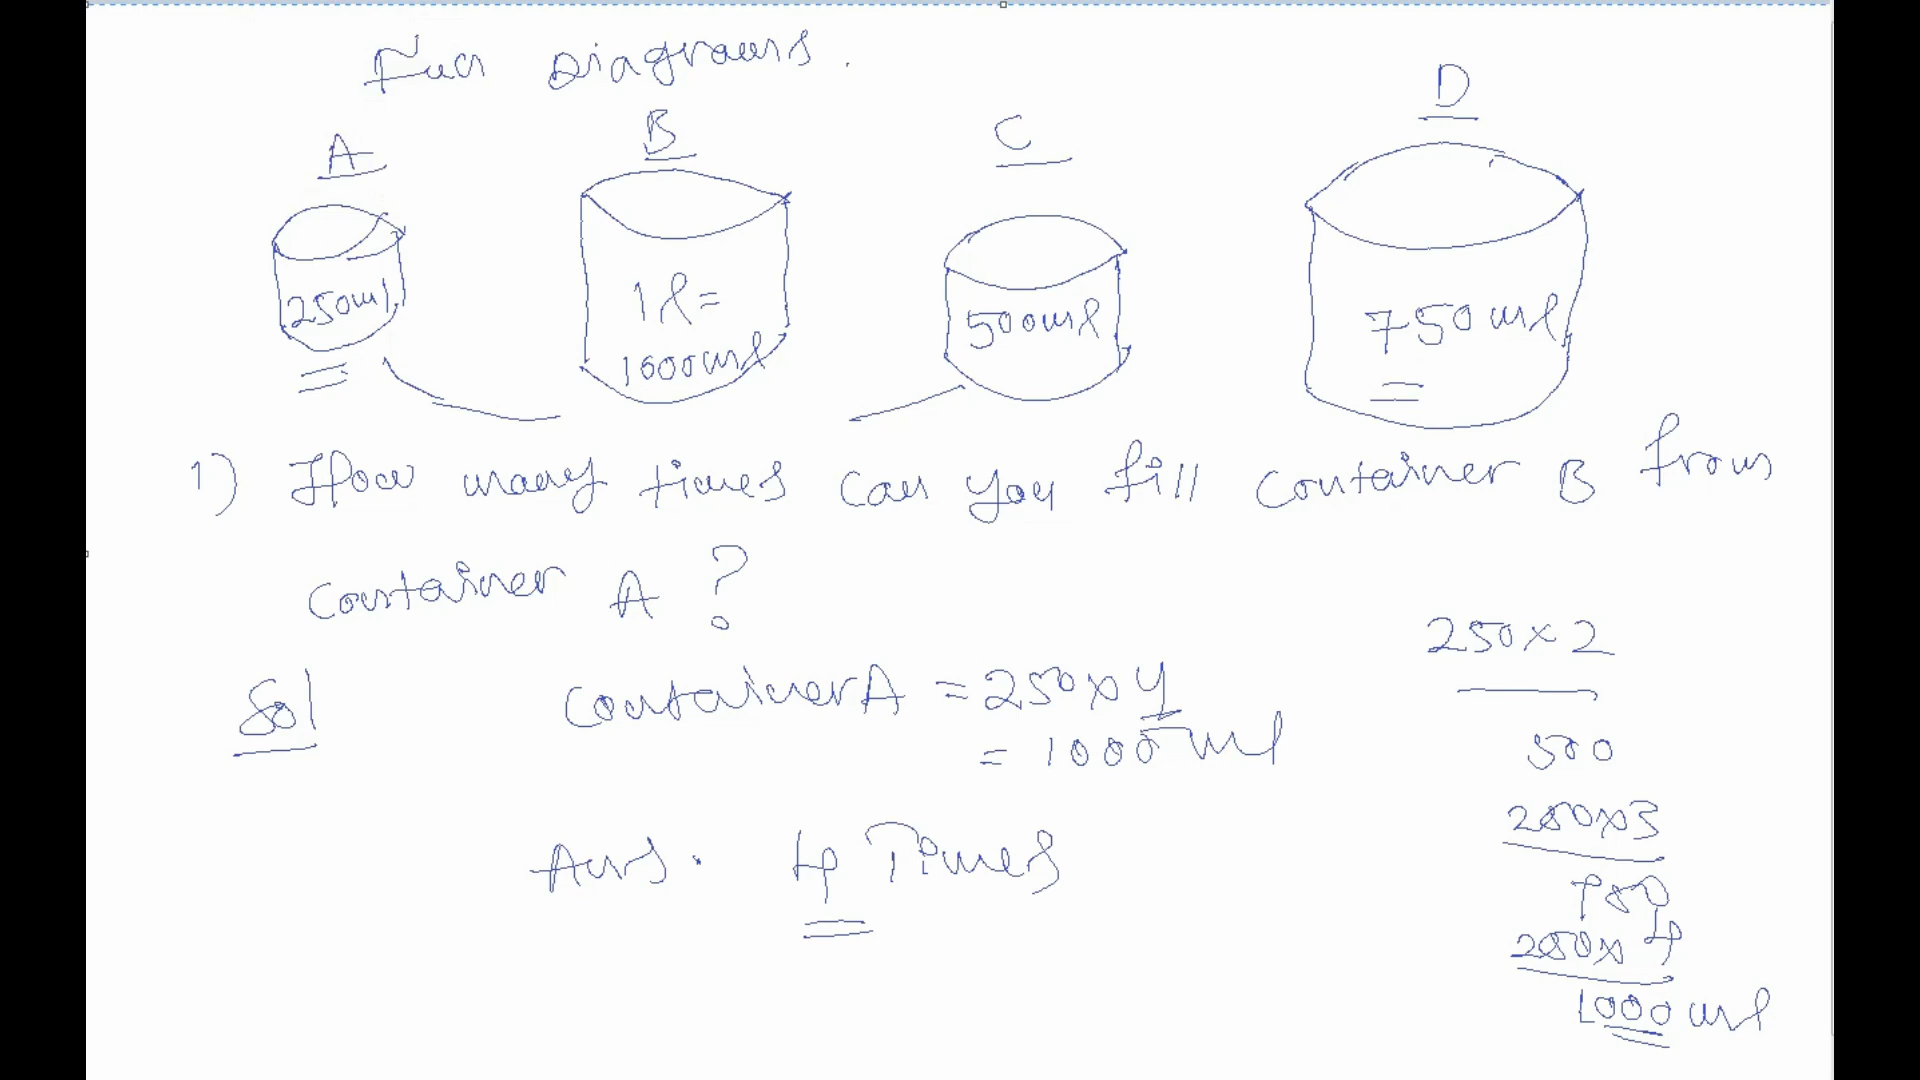 Fun Diagrams.
A B C D
250ml 1l= 500ml 750ml
1000ml
1) How many times can you fill container B from
container A ?
Sol Container A = 250 x 4
= 1000 ml
Ans. 4 Times
250 x 2
500
250 x 3
750
250 x 4
1000 ml